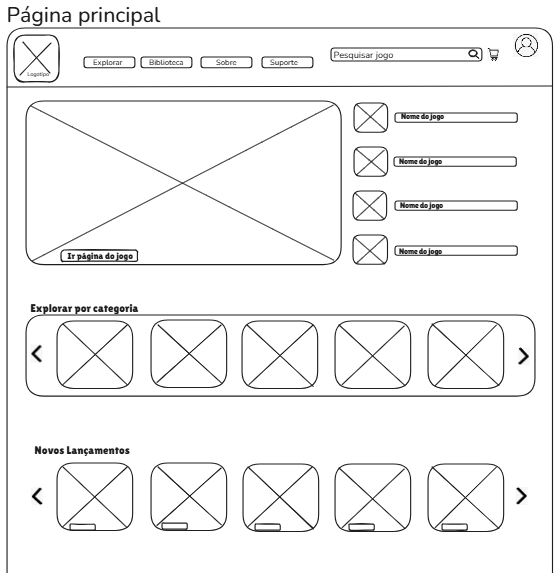 Página principal
Logotipo
Explorar
Biblioteca
Sobre
Suporte
Pesquisar jogo
Nome do jogo
Nome do jogo
Nome do jogo
Nome do jogo
Ir página do jogo
Explorar por categoria
Novos Lançamentos